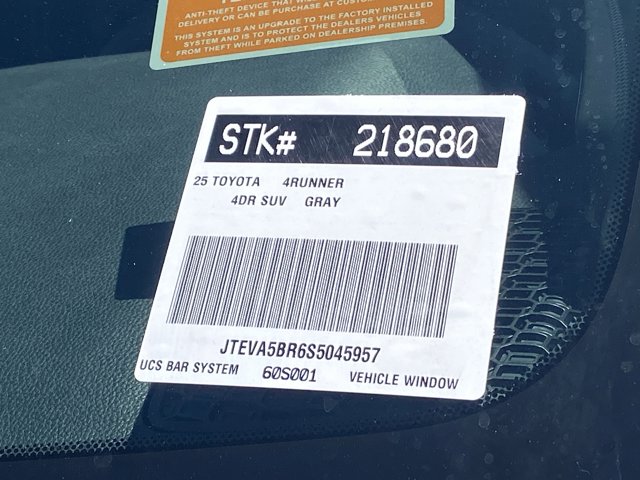 ANTI-THEFT DEVICE THAT
DELIVERY OR CAN BE PURCHASE AT
THIS SYSTEM IS AN UPGRADE TO THE FACTORY INSTALLED
SYSTEM AND IS TO PROTECT THE DEALERS VEHICLES
FROM THEFT WHILE PARKED ON DEALERSHIP PREMISES.
STK# 218680
25 TOYOTA 4RUNNER
4DR SUV GRAY
JTEVA5BR6S5045957
UCS BAR SYSTEM 60S001 VEHICLE WINDOW